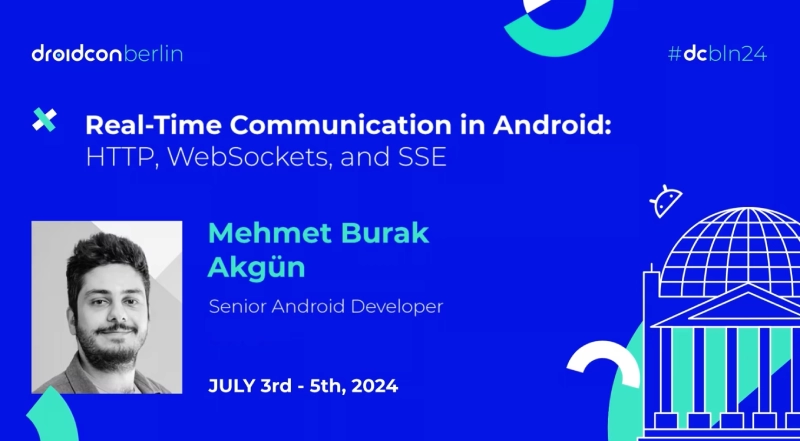 droidconberlin
#dcbln24
Real-Time Communication in Android:
HTTP, WebSockets, and SSE
Mehmet Burak
Akgün
Senior Android Developer
JULY 3rd - 5th, 2024